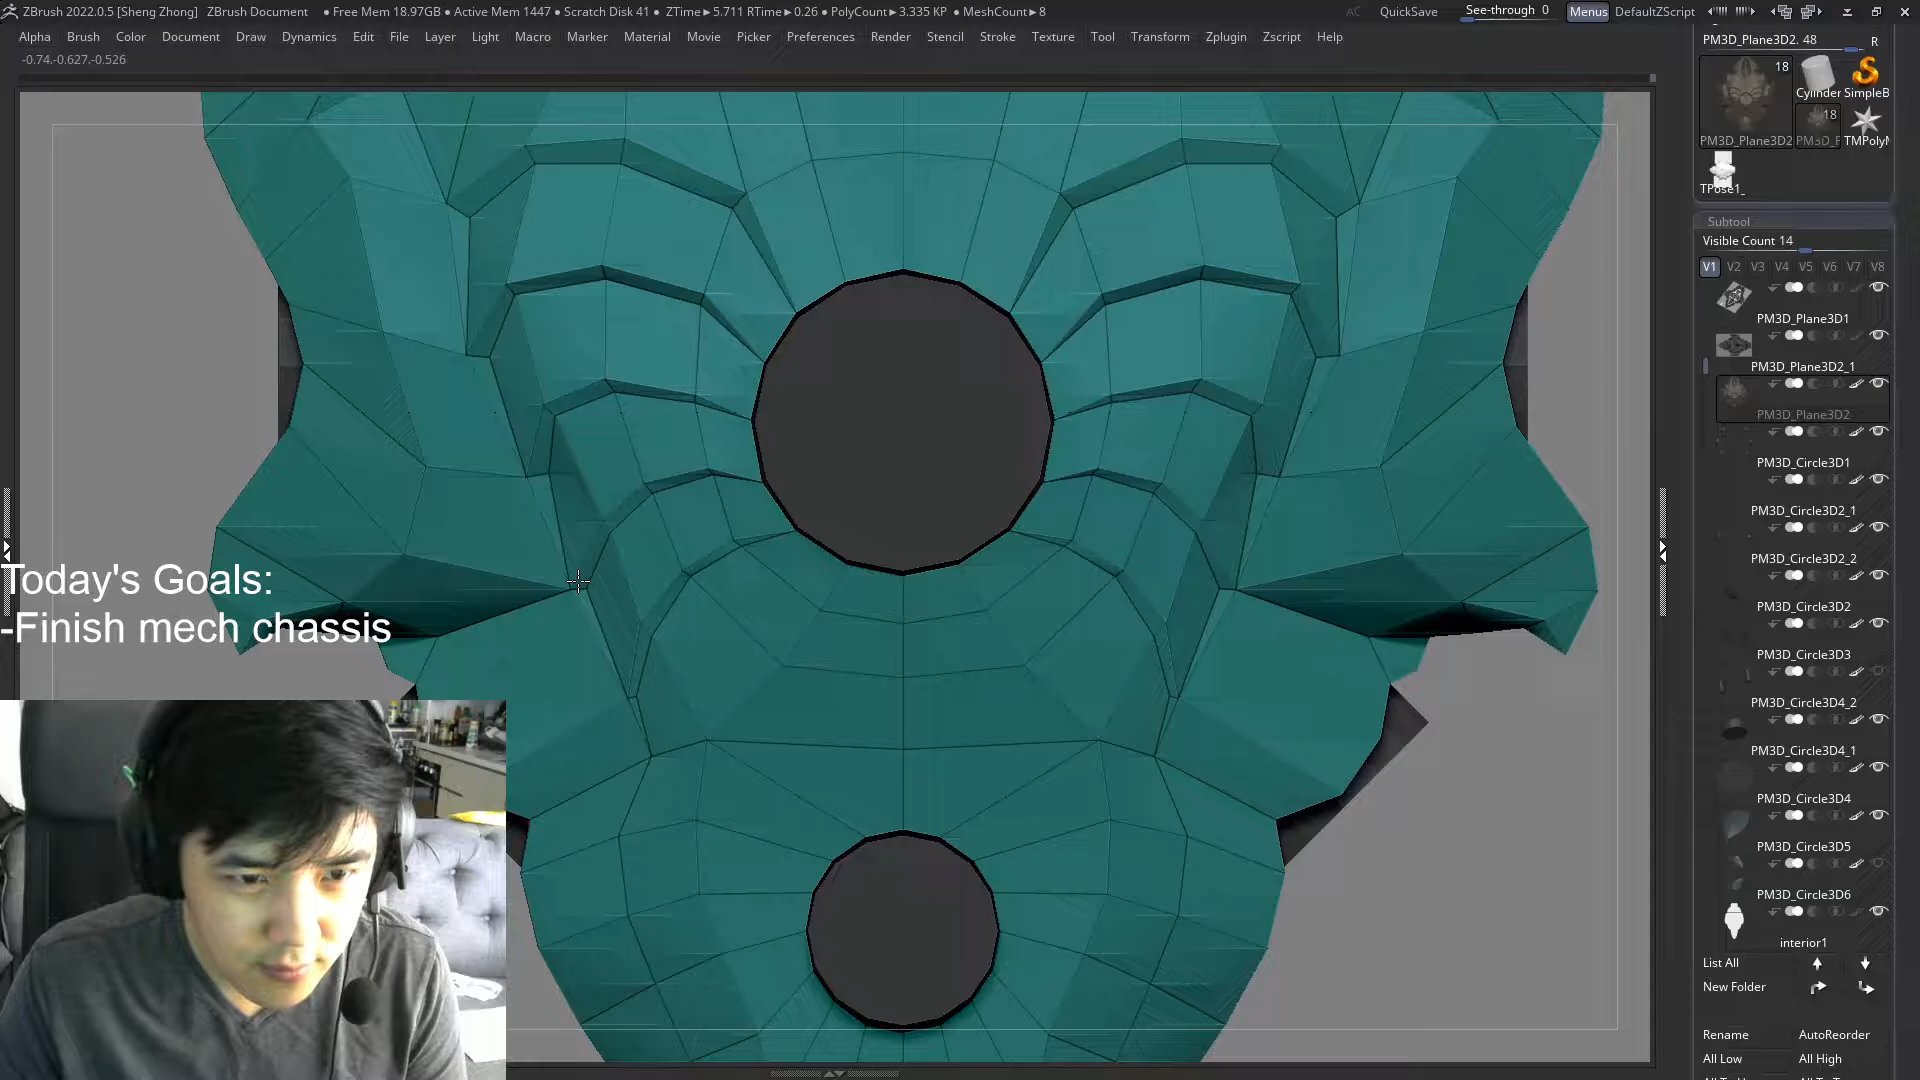 ZBrush 2022.0.5 [Sheng Zhong] ZBrush Document ● Free Mem 18.97GB ● Active Mem 1447 ● Scratch Disk 41 ● ZTime►5.711 RTime►0.26 ● PolyCount►3.335 KP ● MeshCount►8
AC QuickSave See-through 0 Menus DefaultZScript
Alpha Brush Color Document Draw Dynamics Edit File Layer Light Macro Marker Material Movie Picker Preferences Render Stencil Stroke Texture Tool Transform Zplugin Zscript Help
-0.74,-0.627,-0.526
PM3D_Plane3D2. 48 R
18
Cylinder SimpleB
18
PM3D_Plane3D2 PM3D_P TMPolyM
TPose1_
Subtool
Visible Count 14
V1 V2 V3 V4 V5 V6 V7 V8
PM3D_Plane3D1
PM3D_Plane3D2_1
PM3D_Plane3D2
PM3D_Circle3D1
PM3D_Circle3D2_1
PM3D_Circle3D2_2
PM3D_Circle3D2
PM3D_Circle3D3
PM3D_Circle3D4_2
PM3D_Circle3D4_1
PM3D_Circle3D4
PM3D_Circle3D5
PM3D_Circle3D6
interior1
List All
New Folder
Rename AutoReorder
All Low All High
Today's Goals:
-Finish mech chassis